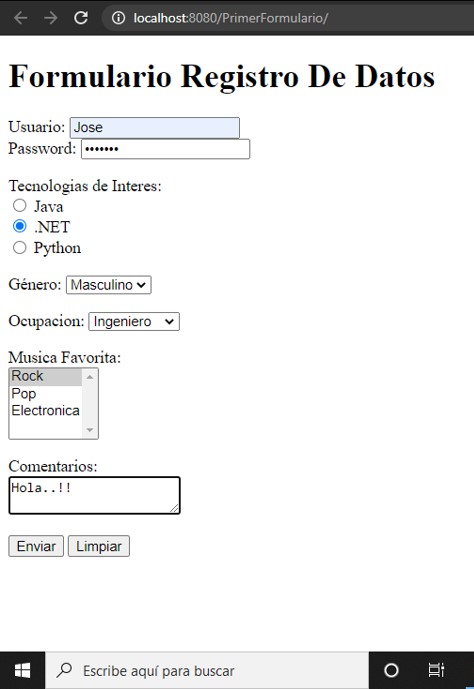 localhost:8080/PrimerFormulario/
Formulario Registro De Datos
Usuario: Jose
Password: •••••••
Tecnologias de Interes:
Java
.NET
Python
Género: Masculino
Ocupacion: Ingeniero
Musica Favorita:
Rock
Pop
Electronica
Comentarios:
Hola..!!
Enviar Limpiar
Escribe aquí para buscar